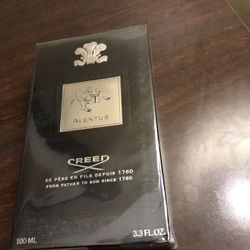 AVENTUS
CREED
DE PÈRE EN FILS DEPUIS 1760
FROM FATHER TO SON SINCE 1760
100 ML 3.3 FL.OZ.